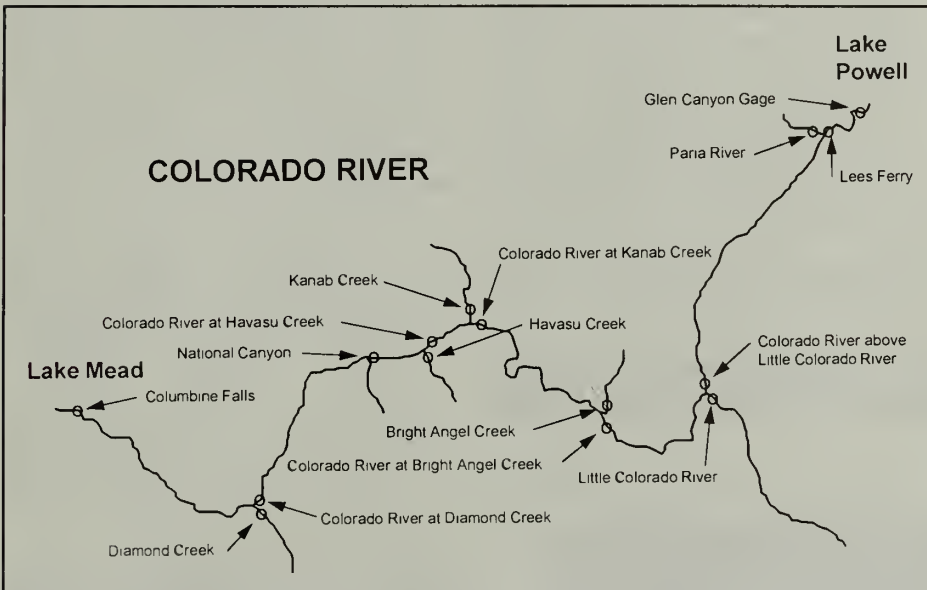 Lake
Powell
Glen Canyon Gage
Paria River
Lees Ferry
COLORADO RIVER
Colorado River at Kanab Creek
Kanab Creek
Colorado River at Havasu Creek
Havasu Creek
National Canyon
Colorado River above
Little Colorado River
Lake Mead
Columbine Falls
Bright Angel Creek
Colorado River at Bright Angel Creek
Little Colorado River
Colorado River at Diamond Creek
Diamond Creek